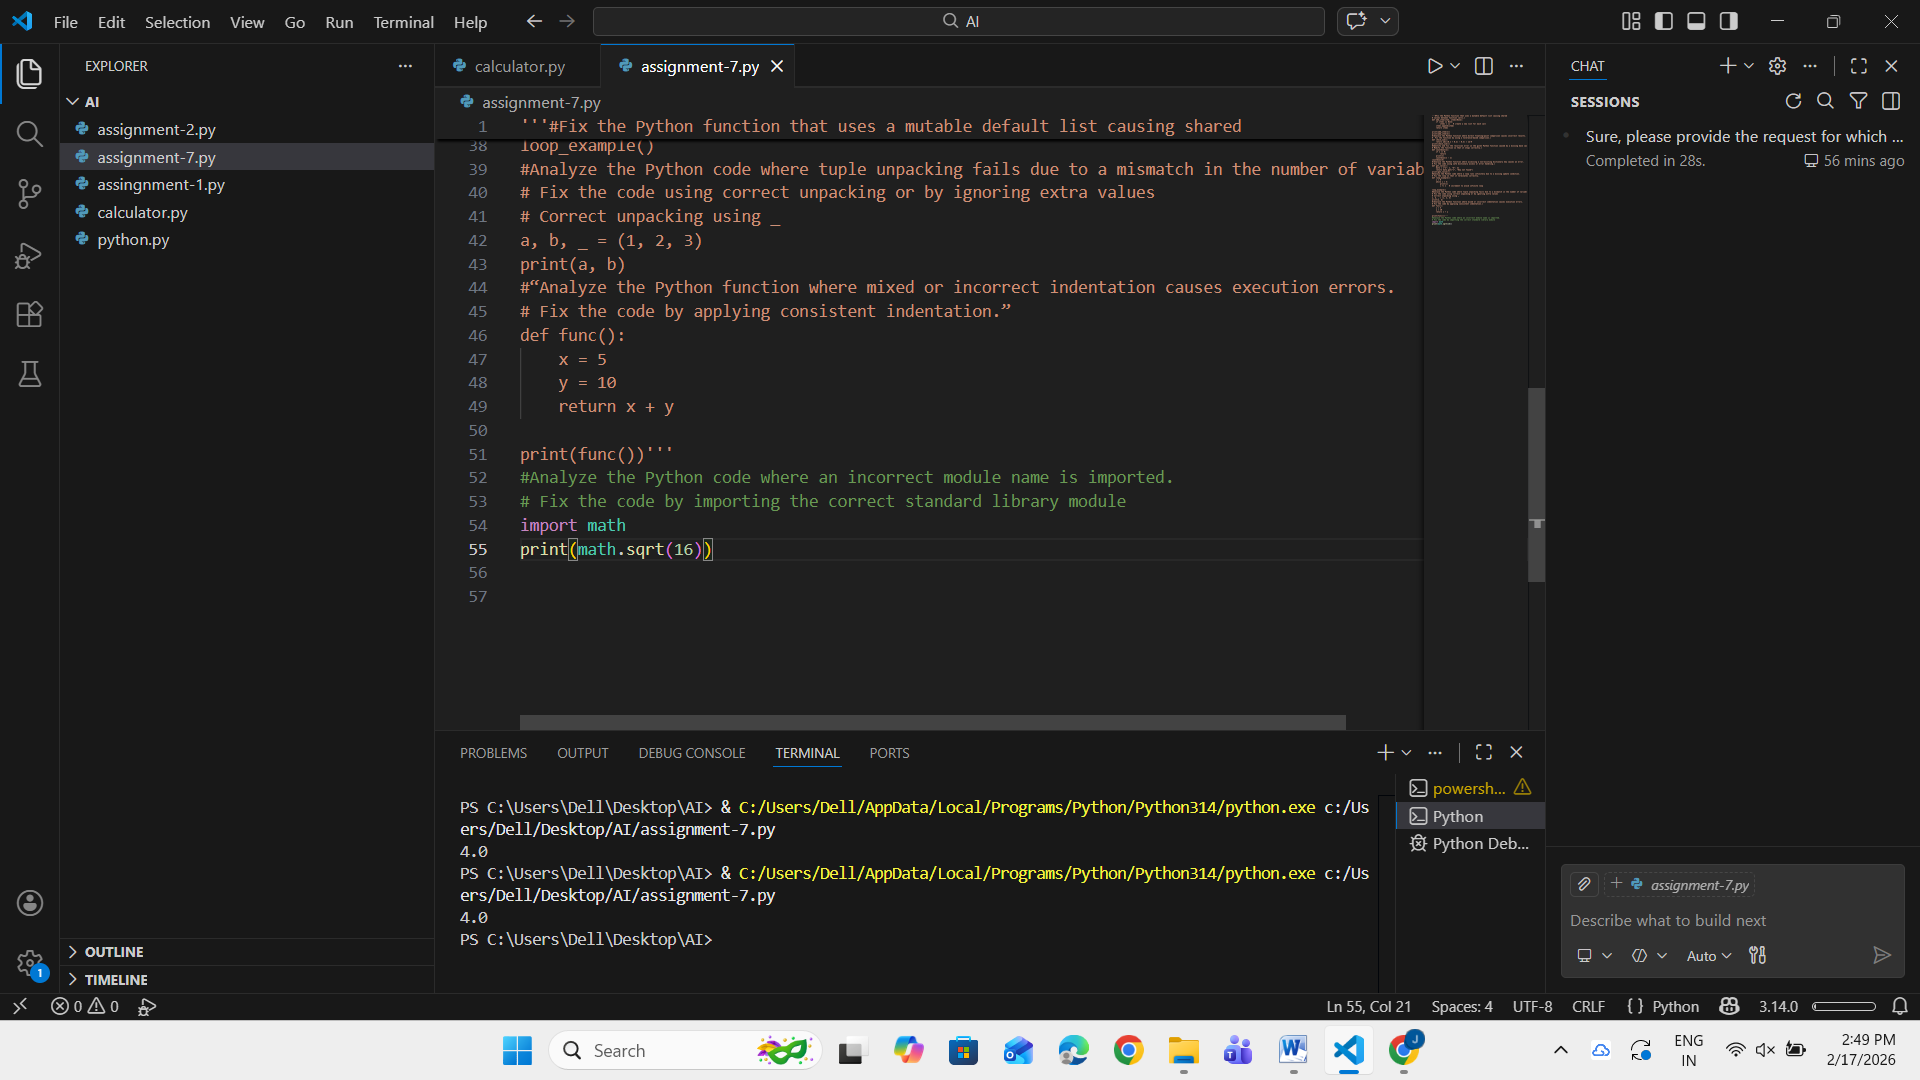 File Edit Selection View Go Run Terminal Help
AI
EXPLORER
AI
assignment-2.py
assignment-7.py
assingnment-1.py
calculator.py
python.py
OUTLINE
TIMELINE
calculator.py
assignment-7.py
assignment-7.py
1 '''#Fix the Python function that uses a mutable default list causing shared
38 loop_example()
39 #Analyze the Python code where tuple unpacking fails due to a mismatch in the number of variab
40 # Fix the code using correct unpacking or by ignoring extra values
41 # Correct unpacking using _
42 a, b, _ = (1, 2, 3)
43 print(a, b)
44 #“Analyze the Python function where mixed or incorrect indentation causes execution errors.
45 # Fix the code by applying consistent indentation.”
46 def func():
47 x = 5
48 y = 10
49 return x + y
50
51 print(func())'''
52 #Analyze the Python code where an incorrect module name is imported.
53 # Fix the code by importing the correct standard library module
54 import math
55 print(math.sqrt(16))
56
57
PROBLEMS OUTPUT DEBUG CONSOLE TERMINAL PORTS
PS C:\Users\Dell\Desktop\AI> & C:/Users/Dell/AppData/Local/Programs/Python/Python314/python.exe c:/Us
ers/Dell/Desktop/AI/assignment-7.py
4.0
PS C:\Users\Dell\Desktop\AI> & C:/Users/Dell/AppData/Local/Programs/Python/Python314/python.exe c:/Us
ers/Dell/Desktop/AI/assignment-7.py
4.0
PS C:\Users\Dell\Desktop\AI>
powersh...
Python
Python Deb...
CHAT
SESSIONS
Sure, please provide the request for which ...
Completed in 28s. 56 mins ago
assignment-7.py
Describe what to build next
Auto
1
0 0
Ln 55, Col 21 Spaces: 4 UTF-8 CRLF {} Python 3.14.0
Search
J
ENG
IN
2:49 PM
2/17/2026